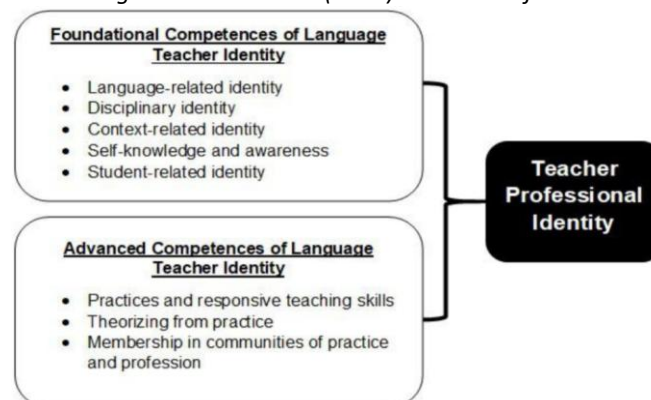 Foundational Competences of Language
Teacher Identity
• Language-related identity
• Disciplinary identity
• Context-related identity
• Self-knowledge and awareness
• Student-related identity
Advanced Competences of Language
Teacher Identity
• Practices and responsive teaching skills
• Theorizing from practice
• Membership in communities of practice
and profession
Teacher
Professional
Identity